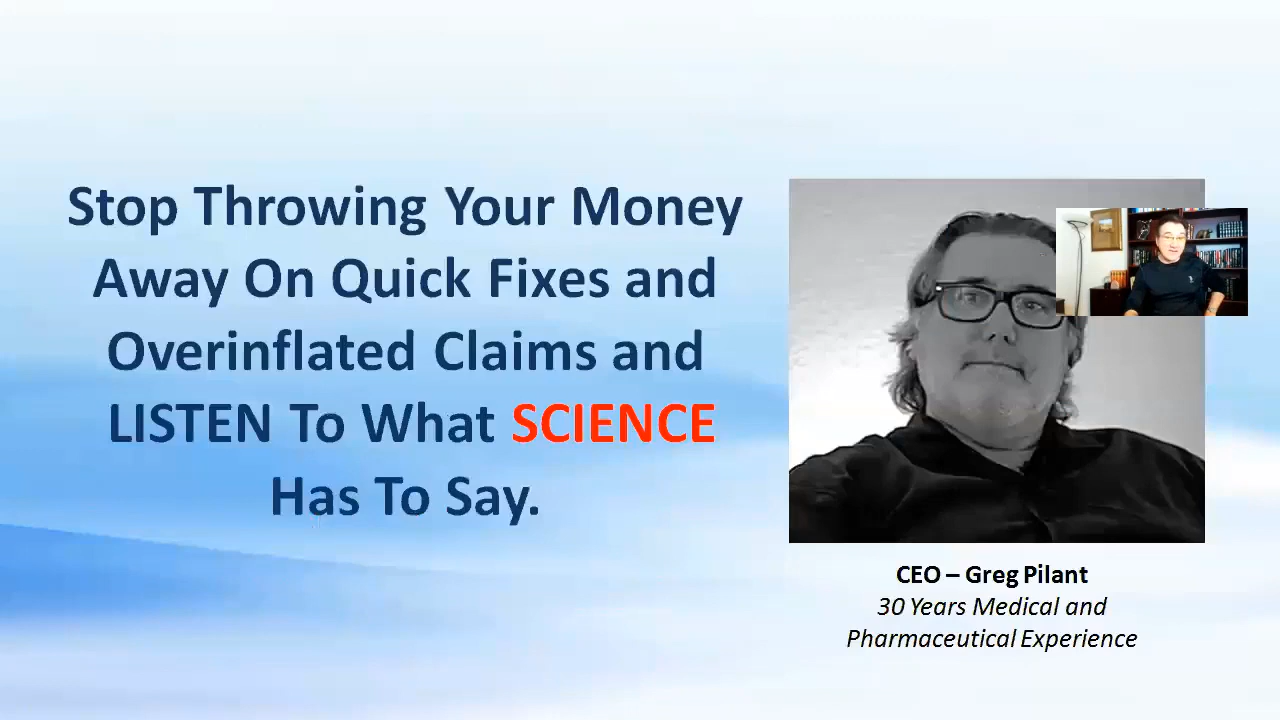 Stop Throwing Your Money
Away On Quick Fixes and
Overinflated Claims and
LISTEN To What SCIENCE
Has To Say.
CEO – Greg Pilant
30 Years Medical and
Pharmaceutical Experience